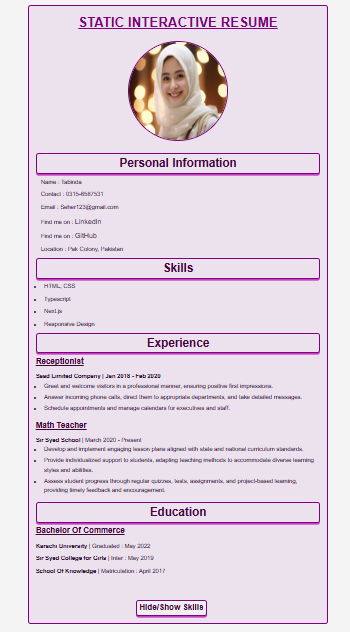 STATIC INTERACTIVE RESUME
Personal Information
Name : Tabinda
Contact : 0315-6587531
Email : Seher123@gmail.com
Find me on : LinkedIn
Find me on : GitHub
Location : Pak Colony, Pakistan
Skills
HTML, CSS
Typescript
Next.js
Responsive Design
Experience
Receptionist
Saad Limited Company | Jan 2018 - Feb 2020
Greet and welcome visitors in a professional manner, ensuring positive first impressions.
Answer incoming phone calls, direct them to appropriate departments, and take detailed messages.
Schedule appointments and manage calendars for executives and staff.
Math Teacher
Sir Syed School | March 2020 - Present
Develop and implement engaging lesson plans aligned with state and national curriculum standards.
Provide individualized support to students, adapting teaching methods to accommodate diverse learning
styles and abilities.
Assess student progress through regular quizzes, tests, assignments, and project-based learning,
providing timely feedback and encouragement.
Education
Bachelor Of Commerce
Karachi University | Graduated : May 2022
Sir Syed College for Girls | Inter : May 2019
School Of Knowledge | Matriculation : April 2017
Hide/Show Skills